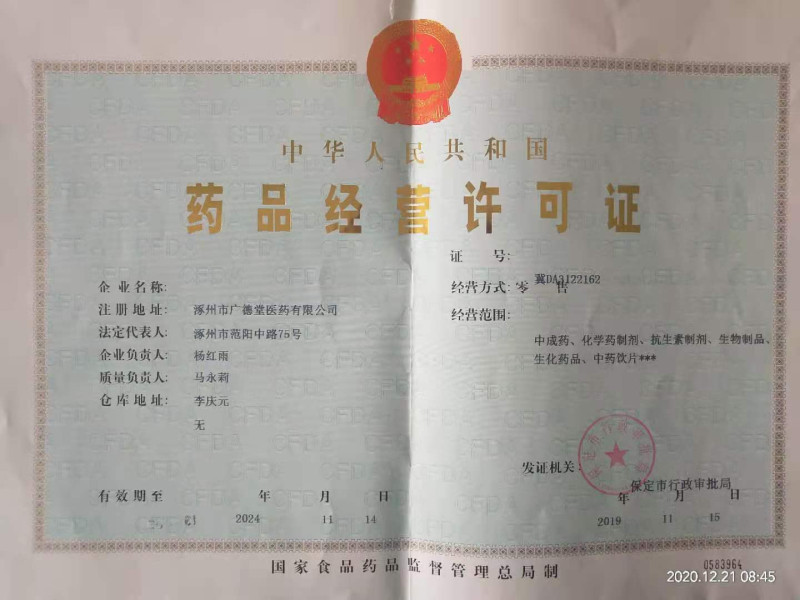 中华人民共和国
药品经营许可证
证 号:
冀DA3122162
企业名称:
经营方式: 零 售
注册地址: 涿州市广德堂医药有限公司
经营范围:
法定代表人: 涿州市范阳中路75号
中成药、化学药制剂、抗生素制剂、生物制品、
企业负责人: 杨红雨
生化药品、中药饮片***
质量负责人: 马永莉
仓库地址: 李庆元
无
发证机关:
保定市行政审批局
有效期至 年 月 日
年 月 日
2024 11 14
2019 11 15
国家食品药品监督管理总局制
0583964
2020.12.21 08:45